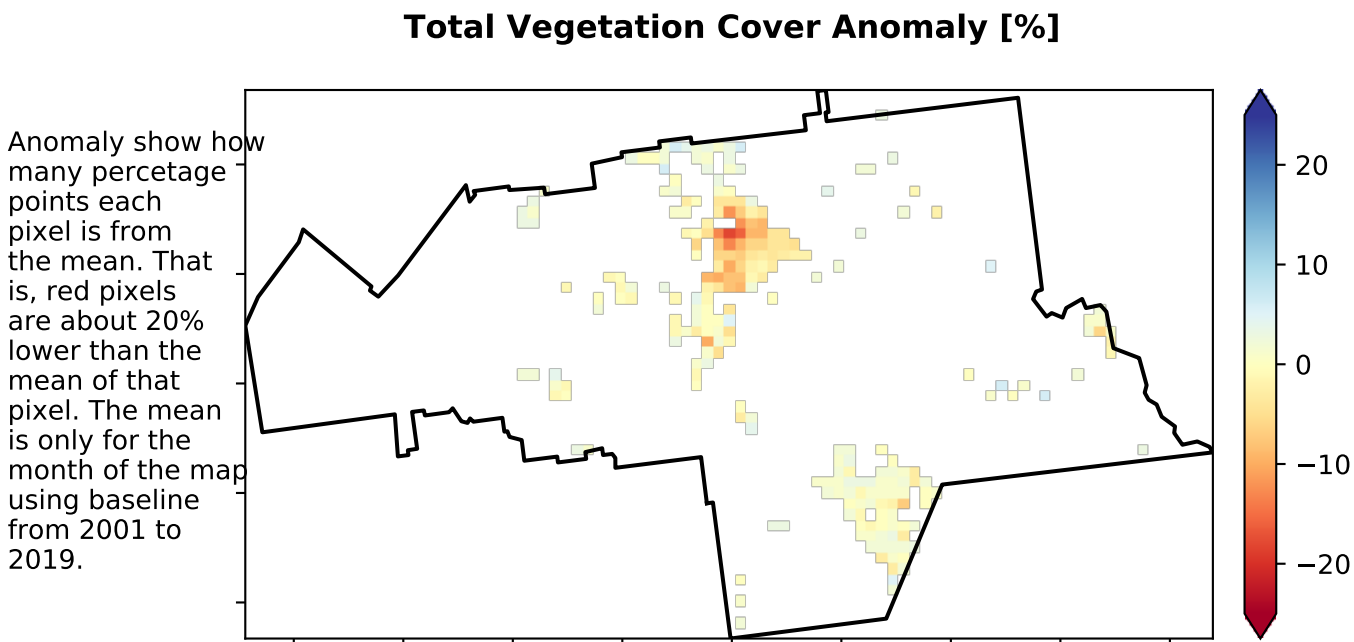 Total Vegetation Cover Anomaly [%]
Anomaly show how
many percetage
points each
pixel is from
the mean. That
is, red pixels
are about 20%
lower than the
mean of that
pixel. The mean
is only for the
month of the map
using baseline
from 2001 to
2019.
20
10
0
−10
−20